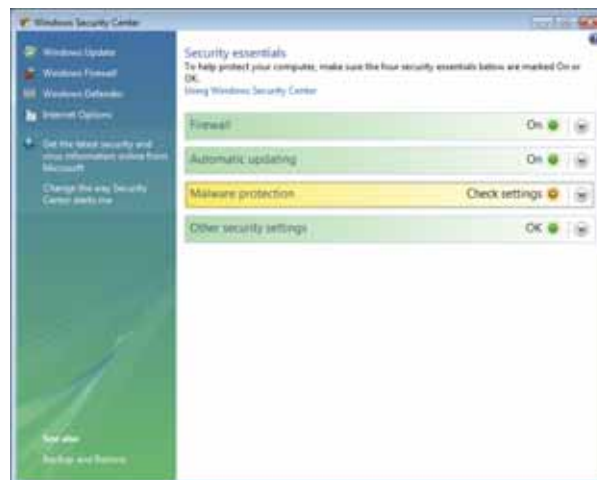 Windows Security Center
Windows Update
Windows Firewall
Windows Defender
Internet Options
Get the latest security and
virus information online from
Microsoft
Change the way Security
Center alerts me
See also
Backup and Restore
Security essentials
To help protect your computer, make sure the four security essentials below are marked On or
OK.
Using Windows Security Center
Firewall On
Automatic updating On
Malware protection Check settings
Other security settings OK